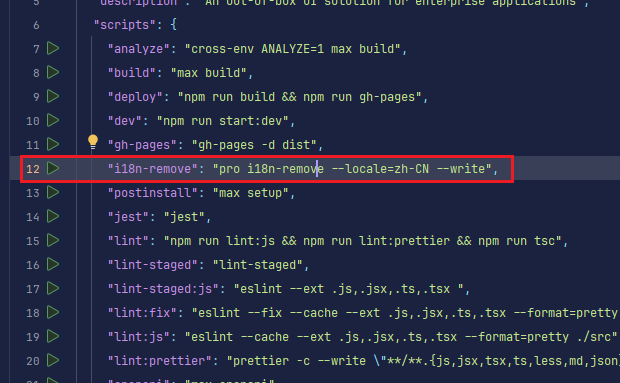 5 "description": "An out-of-box UI solution for enterprise applications",
6 "scripts": {
7 "analyze": "cross-env ANALYZE=1 max build",
8 "build": "max build",
9 "deploy": "npm run build && npm run gh-pages",
10 "dev": "npm run start:dev",
11 "gh-pages": "gh-pages -d dist",
12 "i18n-remove": "pro i18n-remove --locale=zh-CN --write",
13 "postinstall": "max setup",
14 "jest": "jest",
15 "lint": "npm run lint:js && npm run lint:prettier && npm run tsc",
16 "lint-staged": "lint-staged",
17 "lint-staged:js": "eslint --ext .js,.jsx,.ts,.tsx ",
18 "lint:fix": "eslint --fix --cache --ext .js,.jsx,.ts,.tsx --format=pretty
19 "lint:js": "eslint --cache --ext .js,.jsx,.ts,.tsx --format=pretty ./src"
20 "lint:prettier": "prettier -c --write \"**/**.{js,jsx,tsx,ts,less,md,json}